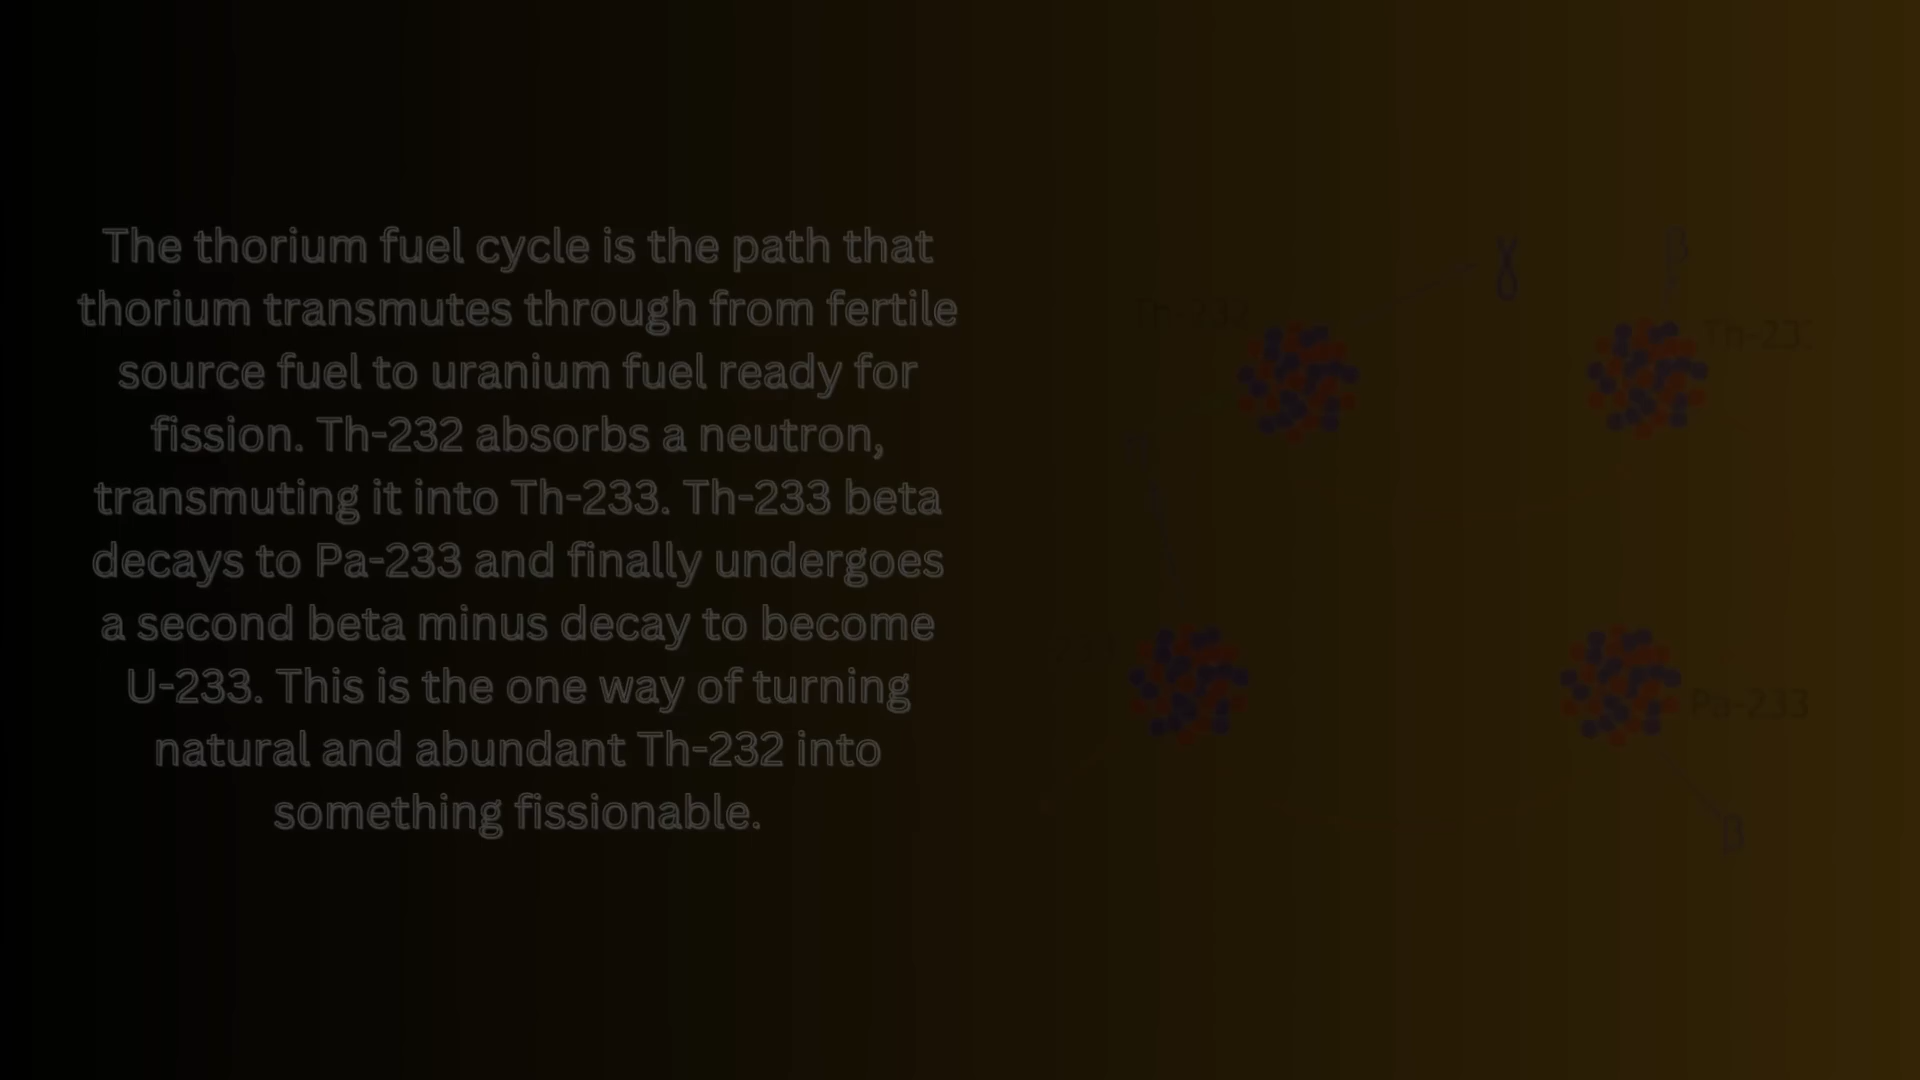 The thorium fuel cycle is the path that
thorium transmutes through from fertile
source fuel to uranium fuel ready for
fission. Th-232 absorbs a neutron,
transmuting it into Th-233. Th-233 beta
decays to Pa-233 and finally undergoes
a second beta minus decay to become
U-233. This is the one way of turning
natural and abundant Th-232 into
something fissionable.
γ
β
Th-232
Pa-233
β